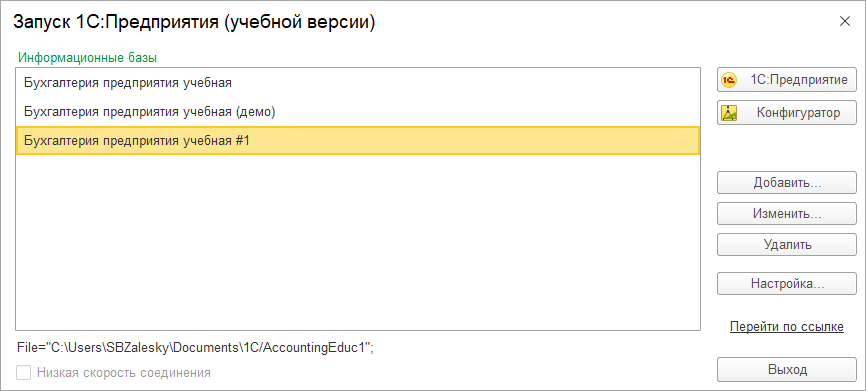 Запуск 1С:Предприятия (учебной версии)
Информационные базы
Бухгалтерия предприятия учебная
Бухгалтерия предприятия учебная (демо)
Бухгалтерия предприятия учебная #1
1С:Предприятие
Конфигуратор
Добавить...
Изменить...
Удалить
Настройка...
Перейти по ссылке
File="C:\Users\SBZalesky\Documents\1C/AccountingEduc1";
Низкая скорость соединения
Выход